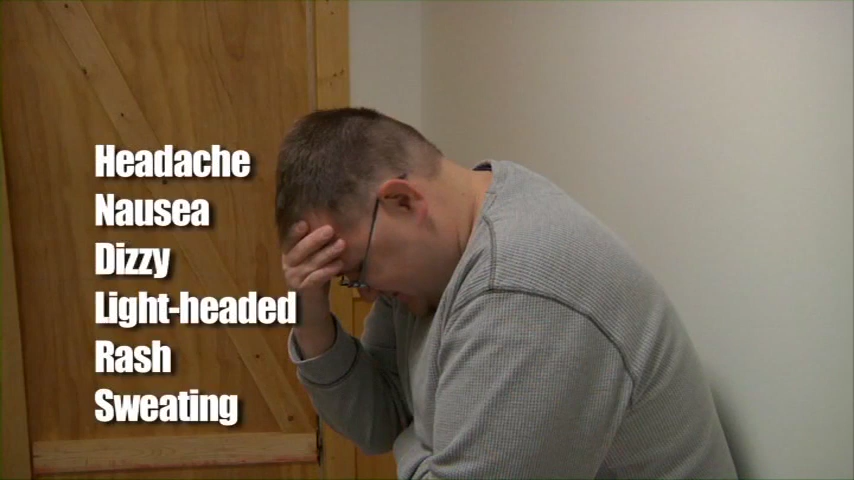 Headache
Nausea
Dizzy
Light-headed
Rash
Sweating